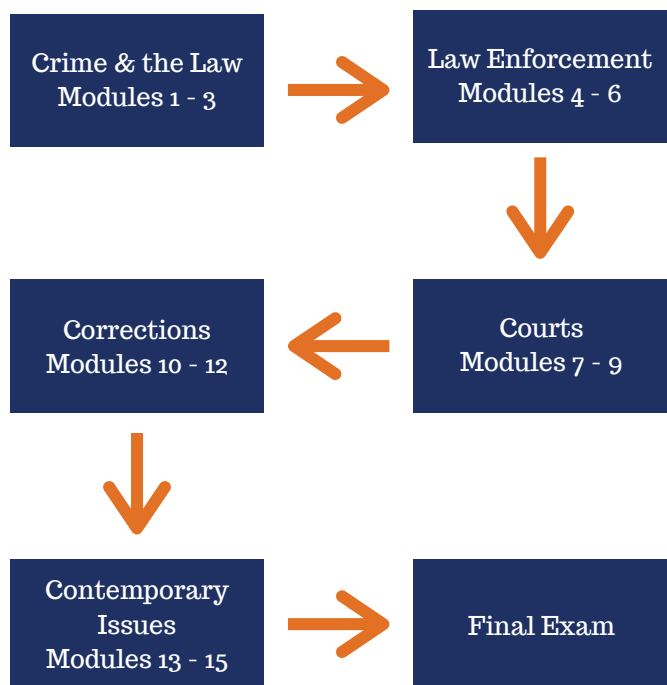 Crime & the Law
Modules 1 - 3
Law Enforcement
Modules 4 - 6
Corrections
Modules 10 - 12
Courts
Modules 7 - 9
Contemporary
Issues
Modules 13 - 15
Final Exam